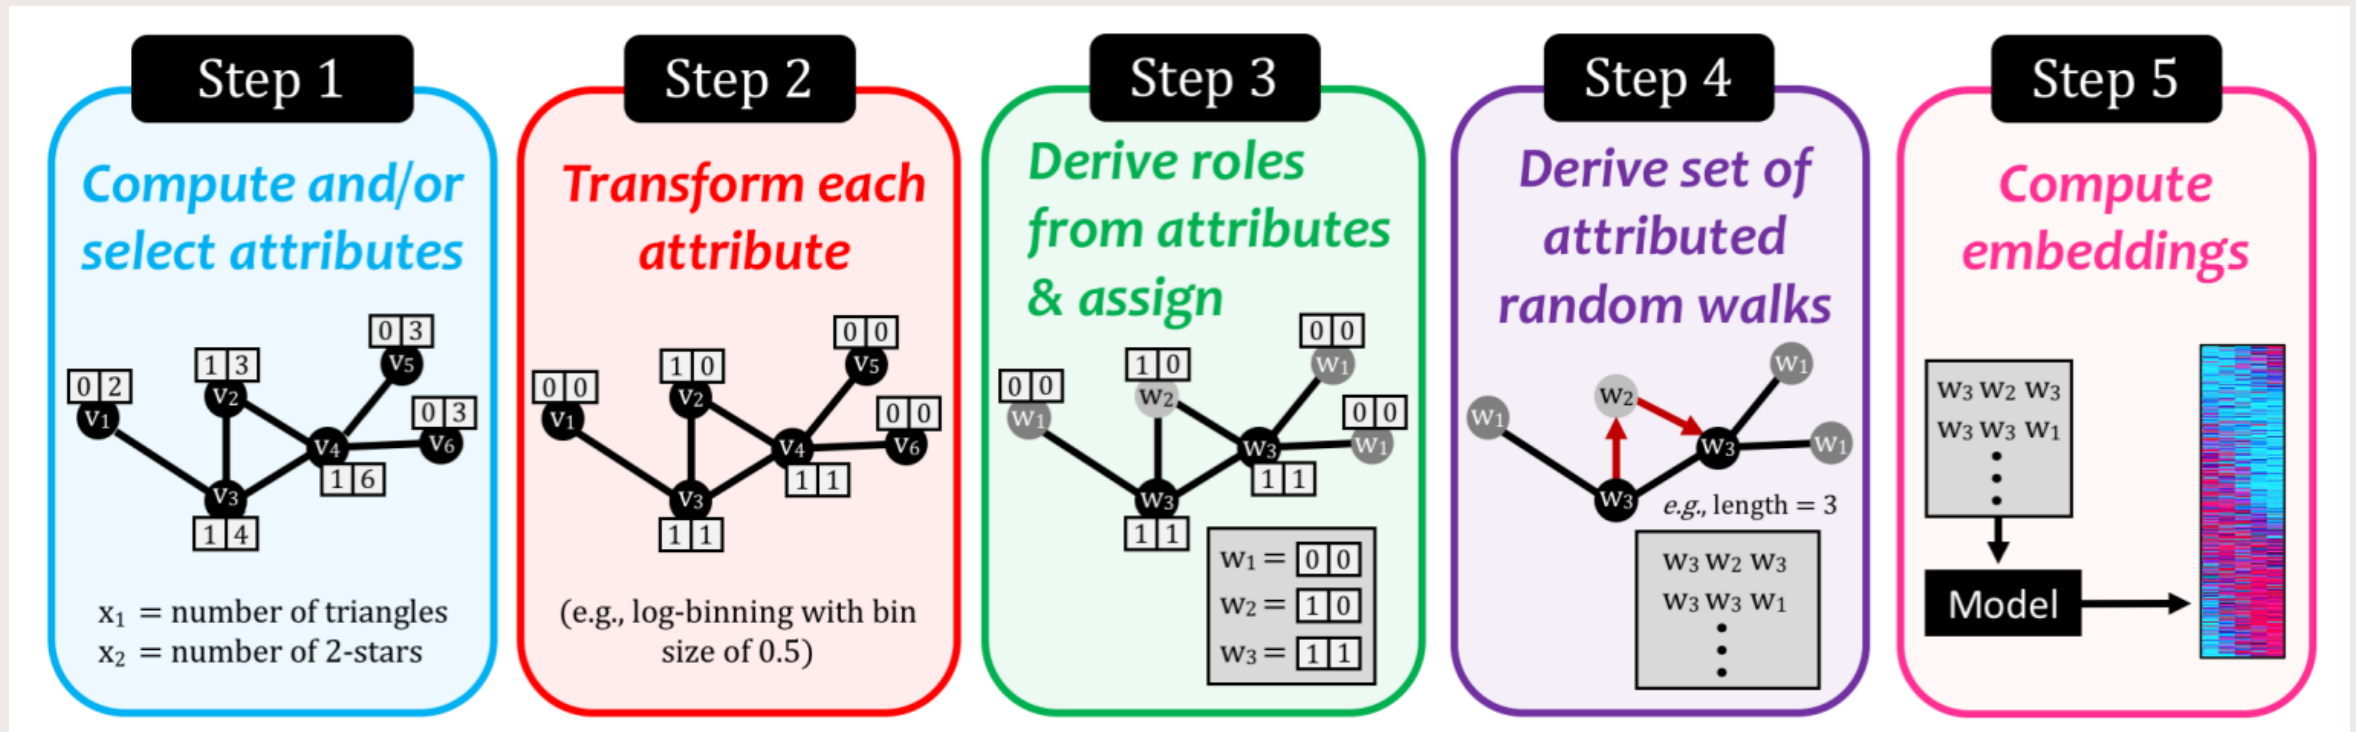 Step 1
Compute and/or
select attributes
0 3
1 3
0 2
v5
v2
v1
0 3
v4
v6
1 6
v3
1 4
x1 = number of triangles
x2 = number of 2-stars
Step 2
Transform each
attribute
0 0
1 0
0 0
v5
v2
v1
0 0
v4
v6
1 1
v3
1 1
(e.g., log-binning with bin
size of 0.5)
Step 3
Derive roles
from attributes
& assign
0 0
1 0
0 0
w1
w2
w1
0 0
w3
w1
1 1
w3
1 1
w1 = 0 0
w2 = 1 0
w3 = 1 1
Step 4
Derive set of
attributed
random walks
w1
w2
w1
w3
w1
w3
e.g., length = 3
w3 w2 w3
w3 w3 w1
Step 5
Compute
embeddings
w3 w2 w3
w3 w3 w1
Model